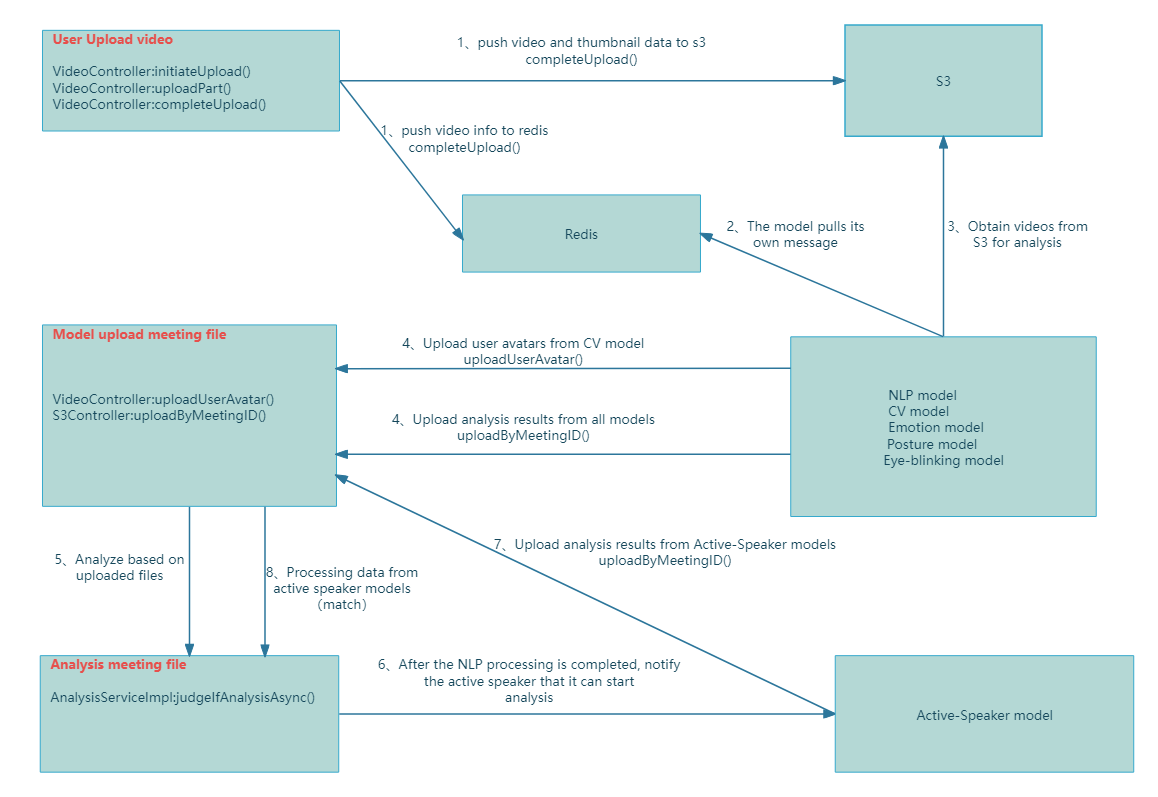 User Upload video
VideoController:initiateUpload()
VideoController:uploadPart()
VideoController:completeUpload()
1、push video and thumbnail data to s3
completeUpload()
S3
1、push video info to redis
completeUpload()
Redis
2、The model pulls its
own message
3、Obtain videos from
S3 for analysis
Model upload meeting file
VideoController:uploadUserAvatar()
S3Controller:uploadByMeetingID()
4、Upload user avatars from CV model
uploadUserAvatar()
4、Upload analysis results from all models
uploadByMeetingID()
NLP model
CV model
Emotion model
Posture model
Eye-blinking model
5、Analyze based on
uploaded files
8、Processing data from
active speaker models
（match）
7、Upload analysis results from Active-Speaker models
uploadByMeetingID()
Analysis meeting file
AnalysisServiceImpl:judgeIfAnalysisAsync()
6、After the NLP processing is completed, notify
the active speaker that it can start
analysis
Active-Speaker model